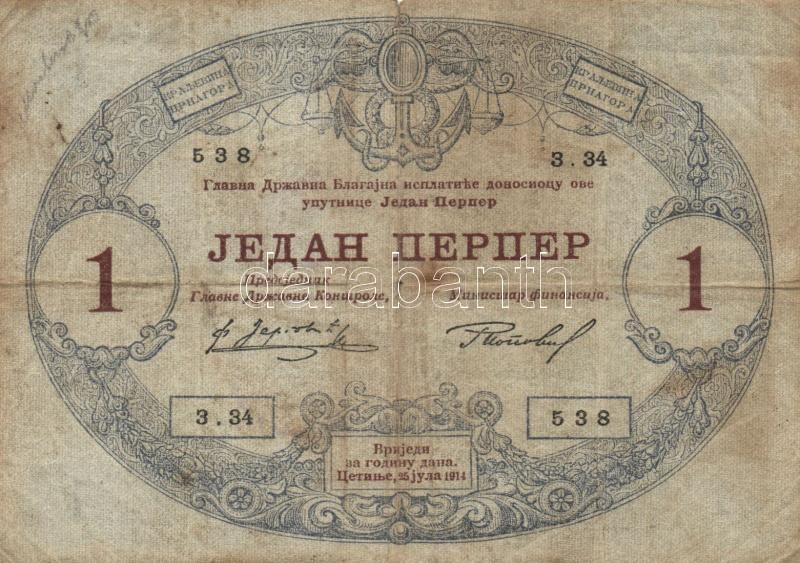 КРАЉЕВИНА
ЦРНАГОРА
КРАЉЕВИНА
ЦРНАГОРА
538
З.34
Главна Државна Благајна исплатиће доносиоцу ове
упутнице Један Перпер
ЈЕДАН ПЕРПЕР
1
1
Предсједник
Главне Државне Контроле,
Министар финансија,
darabanth.com
З.34
538
Вриједи
за годину дана.
Цетиње, 25 јула 1914